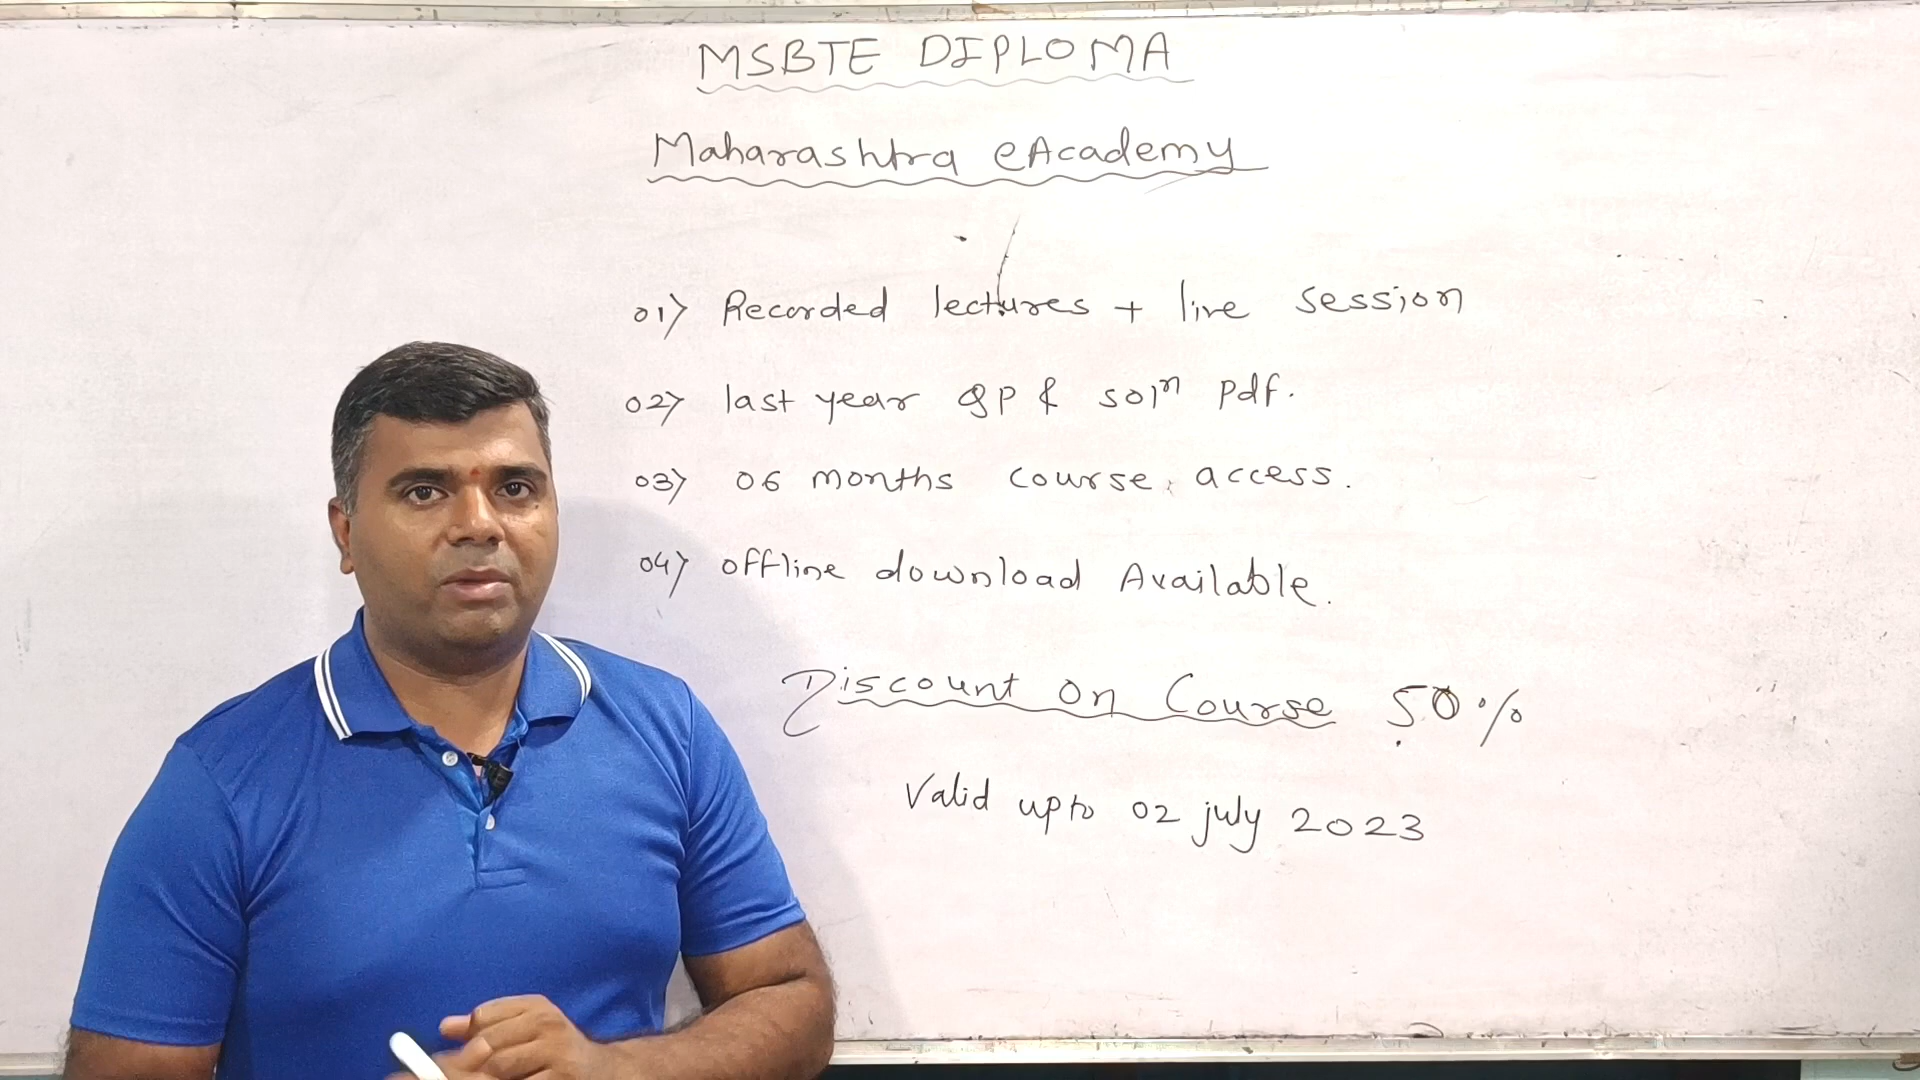 MSBTE DIPLOMA
Maharashtra eAcademy
01) Recorded lectures + live session
02) last year QP & solⁿ pdf.
03) 06 months course access.
04) offline download Available.
Discount on Course 50%
Valid upto 02 july 2023